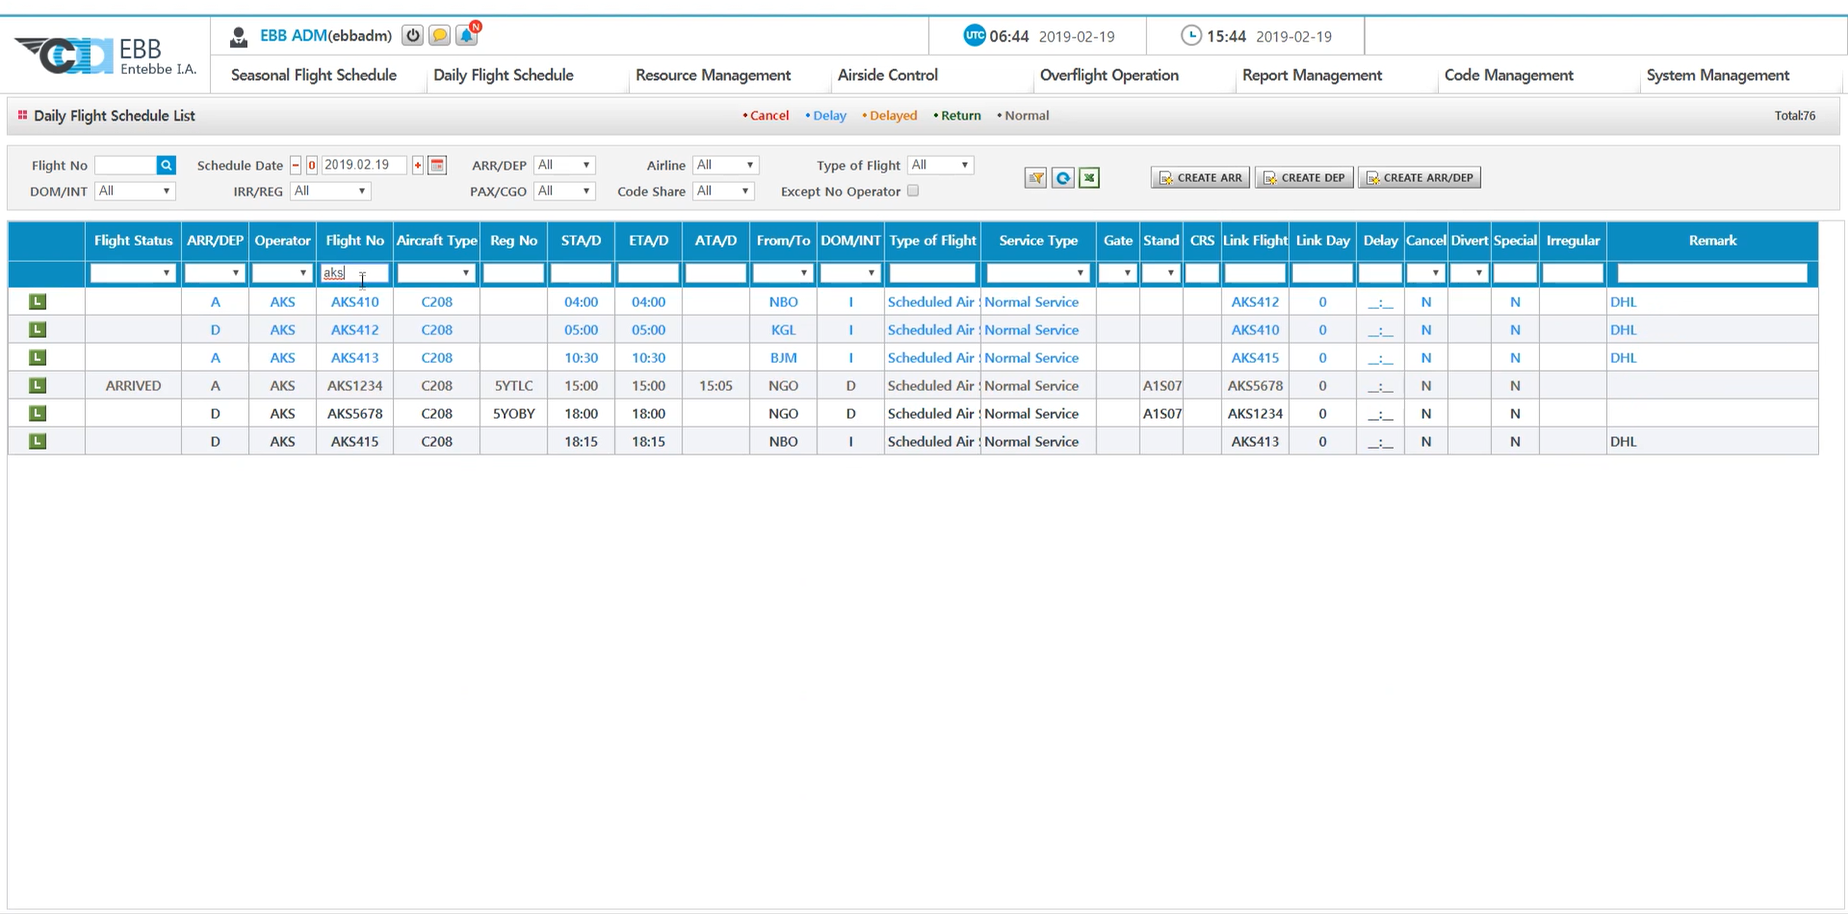 EBB
Entebbe I.A.
EBB ADM(ebbadm) N
UTC 06:44 2019-02-19
15:44 2019-02-19
Seasonal Flight Schedule Daily Flight Schedule Resource Management Airside Control Overflight Operation Report Management Code Management System Management
Daily Flight Schedule List •Cancel •Delay •Delayed •Return •Normal Total:76
Flight No Schedule Date - 0 2019.02.19 + ARR/DEP All Airline All Type of Flight All
DOM/INT All IRR/REG All PAX/CGO All Code Share All Except No Operator
CREATE ARR CREATE DEP CREATE ARR/DEP
Flight Status ARR/DEP Operator Flight No Aircraft Type Reg No STA/D ETA/D ATA/D From/To DOM/INT Type of Flight Service Type Gate Stand CRS Link Flight Link Day Delay Cancel Divert Special Irregular Remark
aks
L A AKS AKS410 C208 04:00 04:00 NBO I Scheduled Air Normal Service AKS412 0 _:_ N N DHL
L D AKS AKS412 C208 05:00 05:00 KGL I Scheduled Air Normal Service AKS410 0 _:_ N N DHL
L A AKS AKS413 C208 10:30 10:30 BJM I Scheduled Air Normal Service AKS415 0 _:_ N N DHL
L ARRIVED A AKS AKS1234 C208 5YTLC 15:00 15:00 15:05 NGO D Scheduled Air Normal Service A1S07 AKS5678 0 _:_ N N
L D AKS AKS5678 C208 5YOBY 18:00 18:00 NGO D Scheduled Air Normal Service A1S07 AKS1234 0 _:_ N N
L D AKS AKS415 C208 18:15 18:15 NBO I Scheduled Air Normal Service AKS413 0 _:_ N N DHL